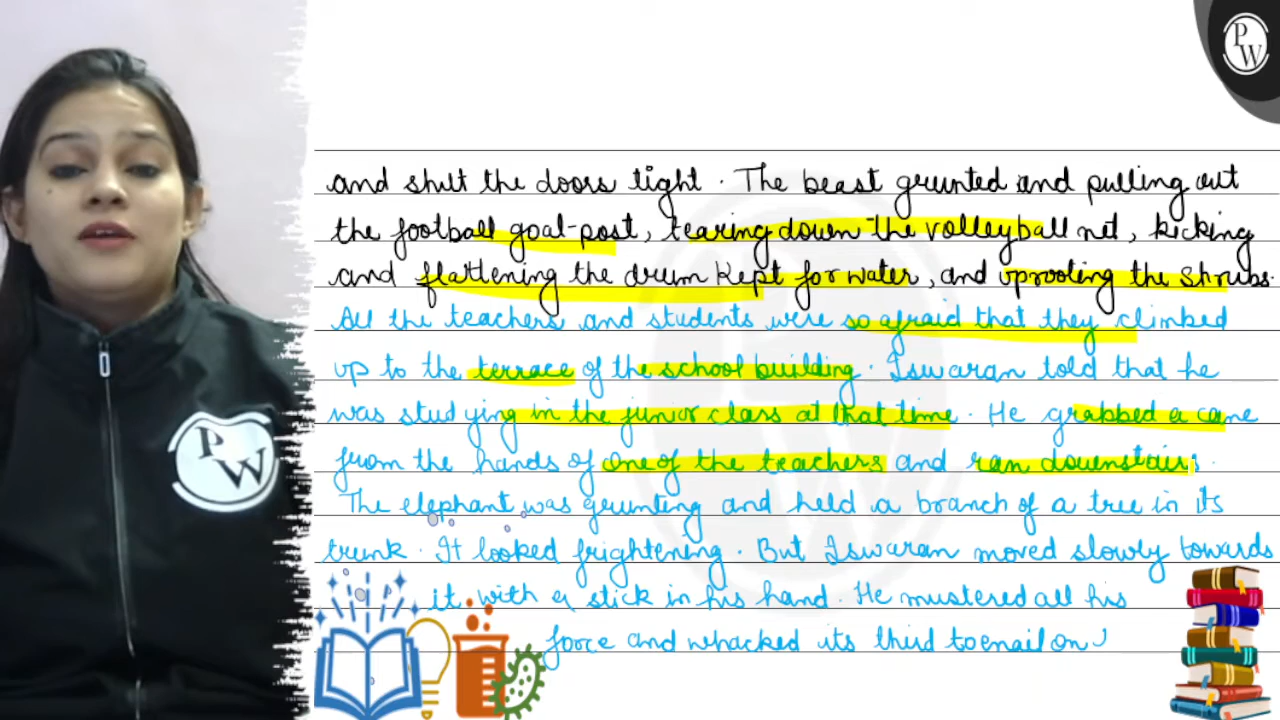 P
W
and shut the doors tight. The beast grunted and pulling out
the football goal-post, tearing down the volleyball net, kicking
and flattening the drum kept for water, and uprooting the shrubs.
All the teachers and students were so afraid that they climbed
up to the terrace of the school building. Iswaran told that he
was studying in the junior class at that time. He grabbed a cane
from the hands of one of the teachers and ran downstairs.
The elephant was grunting and held a branch of a tree in its
trunk. It looked frightening. But Iswaran moved slowly towards
it with a stick in his hand. He mustered all his
force and whacked its third toenail on
P
W